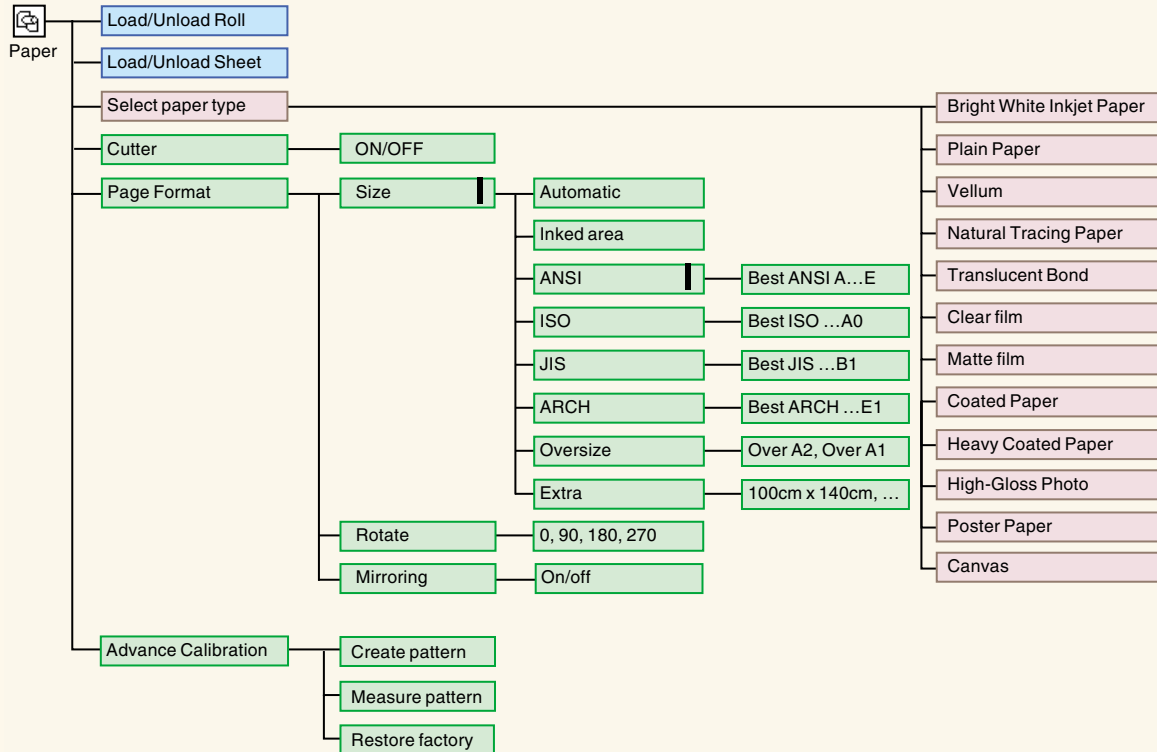 Paper
Load/Unload Roll
Load/Unload Sheet
Select paper type
Bright White Inkjet Paper
Plain Paper
Vellum
Natural Tracing Paper
Translucent Bond
Clear film
Matte film
Coated Paper
Heavy Coated Paper
High-Gloss Photo
Poster Paper
Canvas
Cutter
ON/OFF
Page Format
Size
Automatic
Inked area
ANSI
Best ANSI A…E
ISO
Best ISO …A0
JIS
Best JIS …B1
ARCH
Best ARCH …E1
Oversize
Over A2, Over A1
Extra
100cm x 140cm, …
Rotate
0, 90, 180, 270
Mirroring
On/off
Advance Calibration
Create pattern
Measure pattern
Restore factory